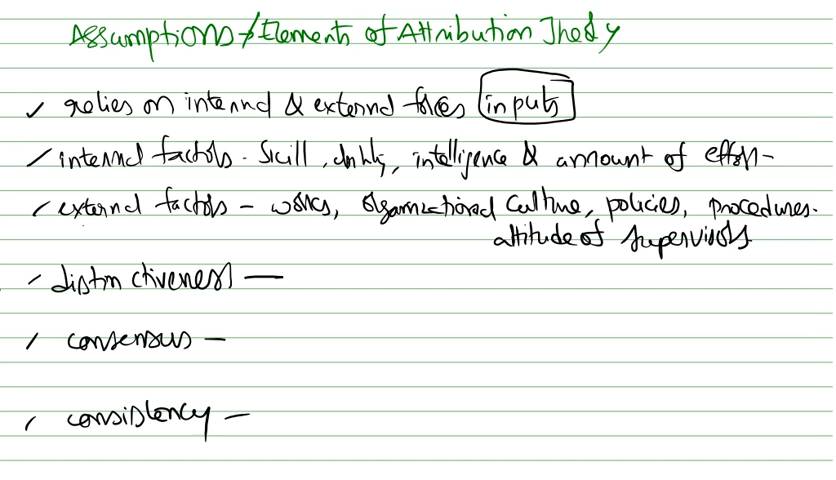 Assumptions/Elements of Attribution Theory
relies on internal & external forces inputs
internal factors - Skill, ability, intelligence & amount of effort-
external factors - works, organizational culture, policies, procedures.
attitude of supervisors.
distinctiveness -
consensus -
consistency -